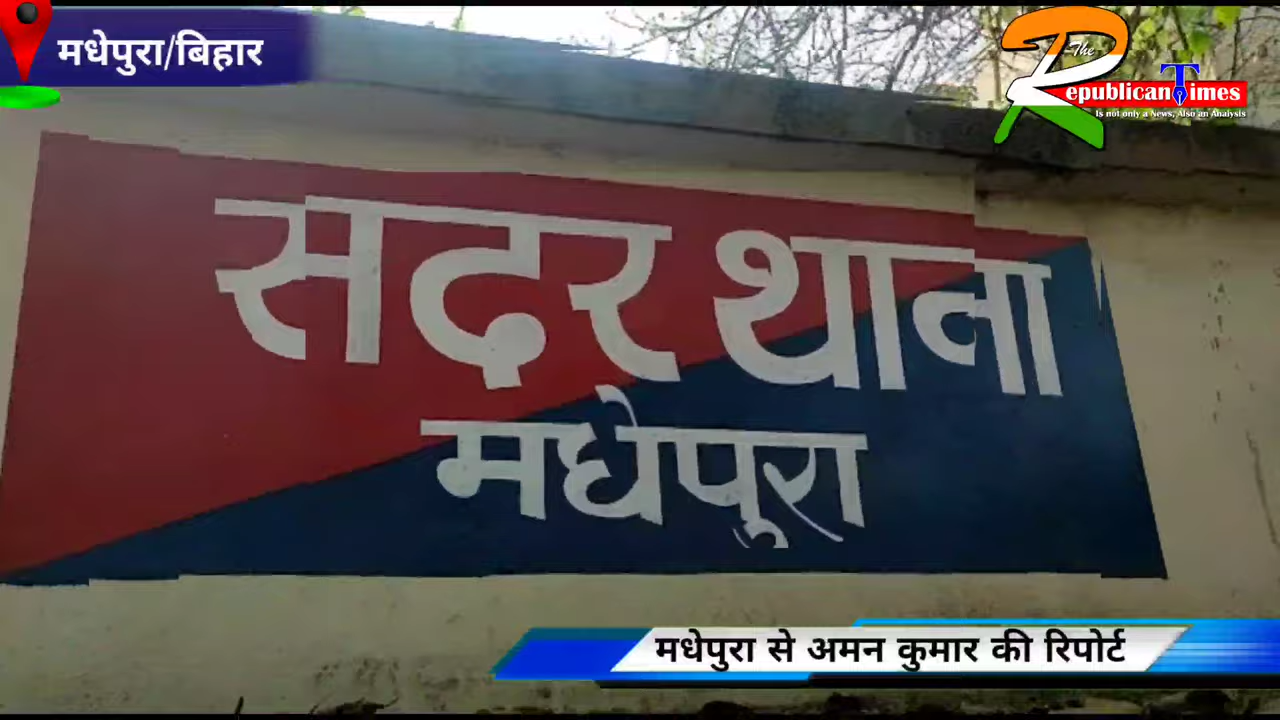 मधेपुरा/बिहार
The
Republican Times
Is not only a News, Also an Analysis
सदर थाना
मधेपुरा
मधेपुरा से अमन कुमार की रिपोर्ट